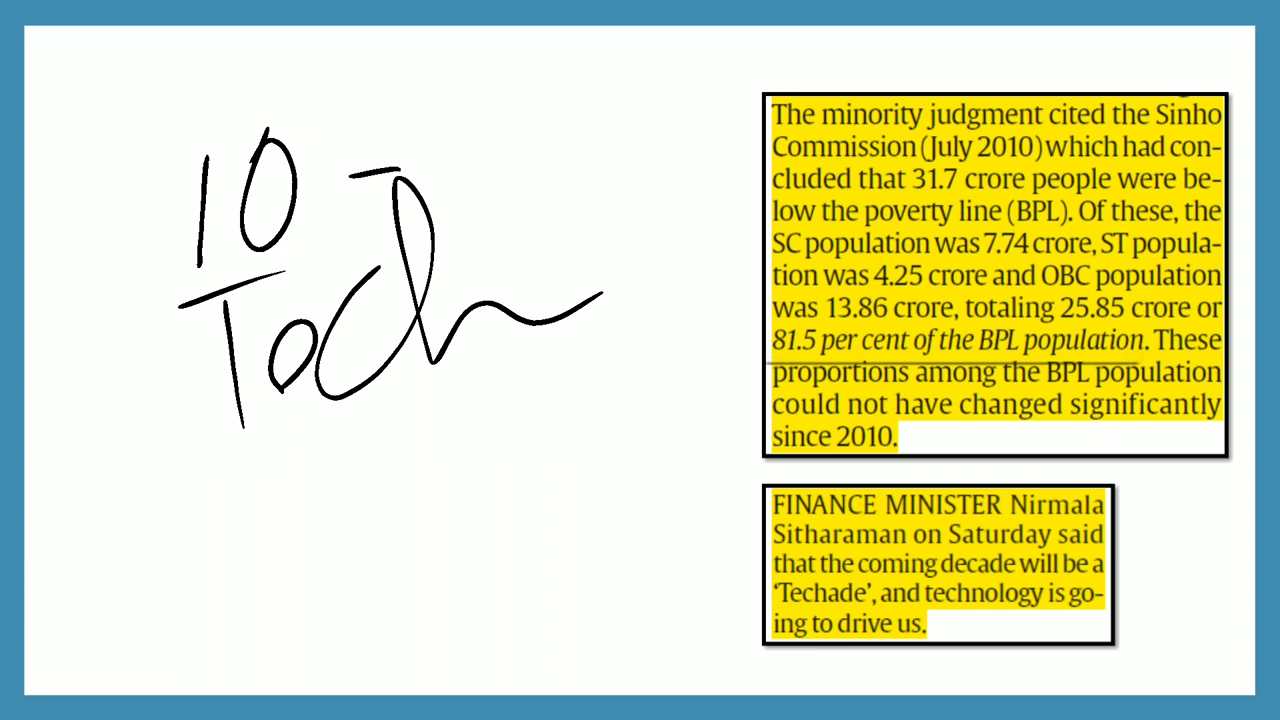 10
Tech
The minority judgment cited the Sinho
Commission (July 2010) which had con-
cluded that 31.7 crore people were be-
low the poverty line (BPL). Of these, the
SC population was 7.74 crore, ST popula-
tion was 4.25 crore and OBC population
was 13.86 crore, totaling 25.85 crore or
81.5 per cent of the BPL population. These
proportions among the BPL population
could not have changed significantly
since 2010.
FINANCE MINISTER Nirmala
Sitharaman on Saturday said
that the coming decade will be a
‘Techade’, and technology is go-
ing to drive us.